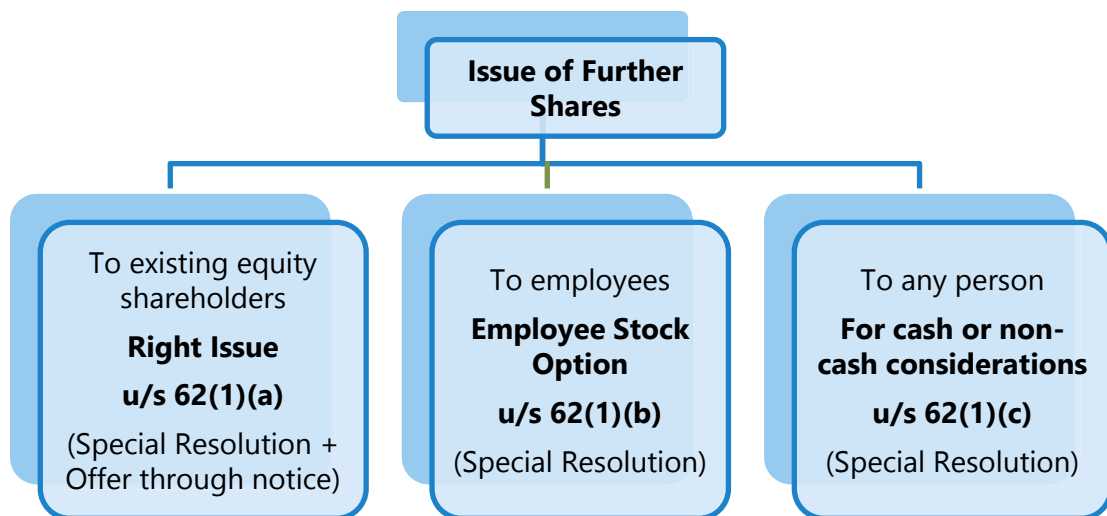 Issue of Further
Shares
To existing equity
shareholders
Right Issue
u/s 62(1)(a)
(Special Resolution +
Offer through notice)
To employees
Employee Stock
Option
u/s 62(1)(b)
(Special Resolution)
To any person
For cash or non-
cash considerations
u/s 62(1)(c)
(Special Resolution)